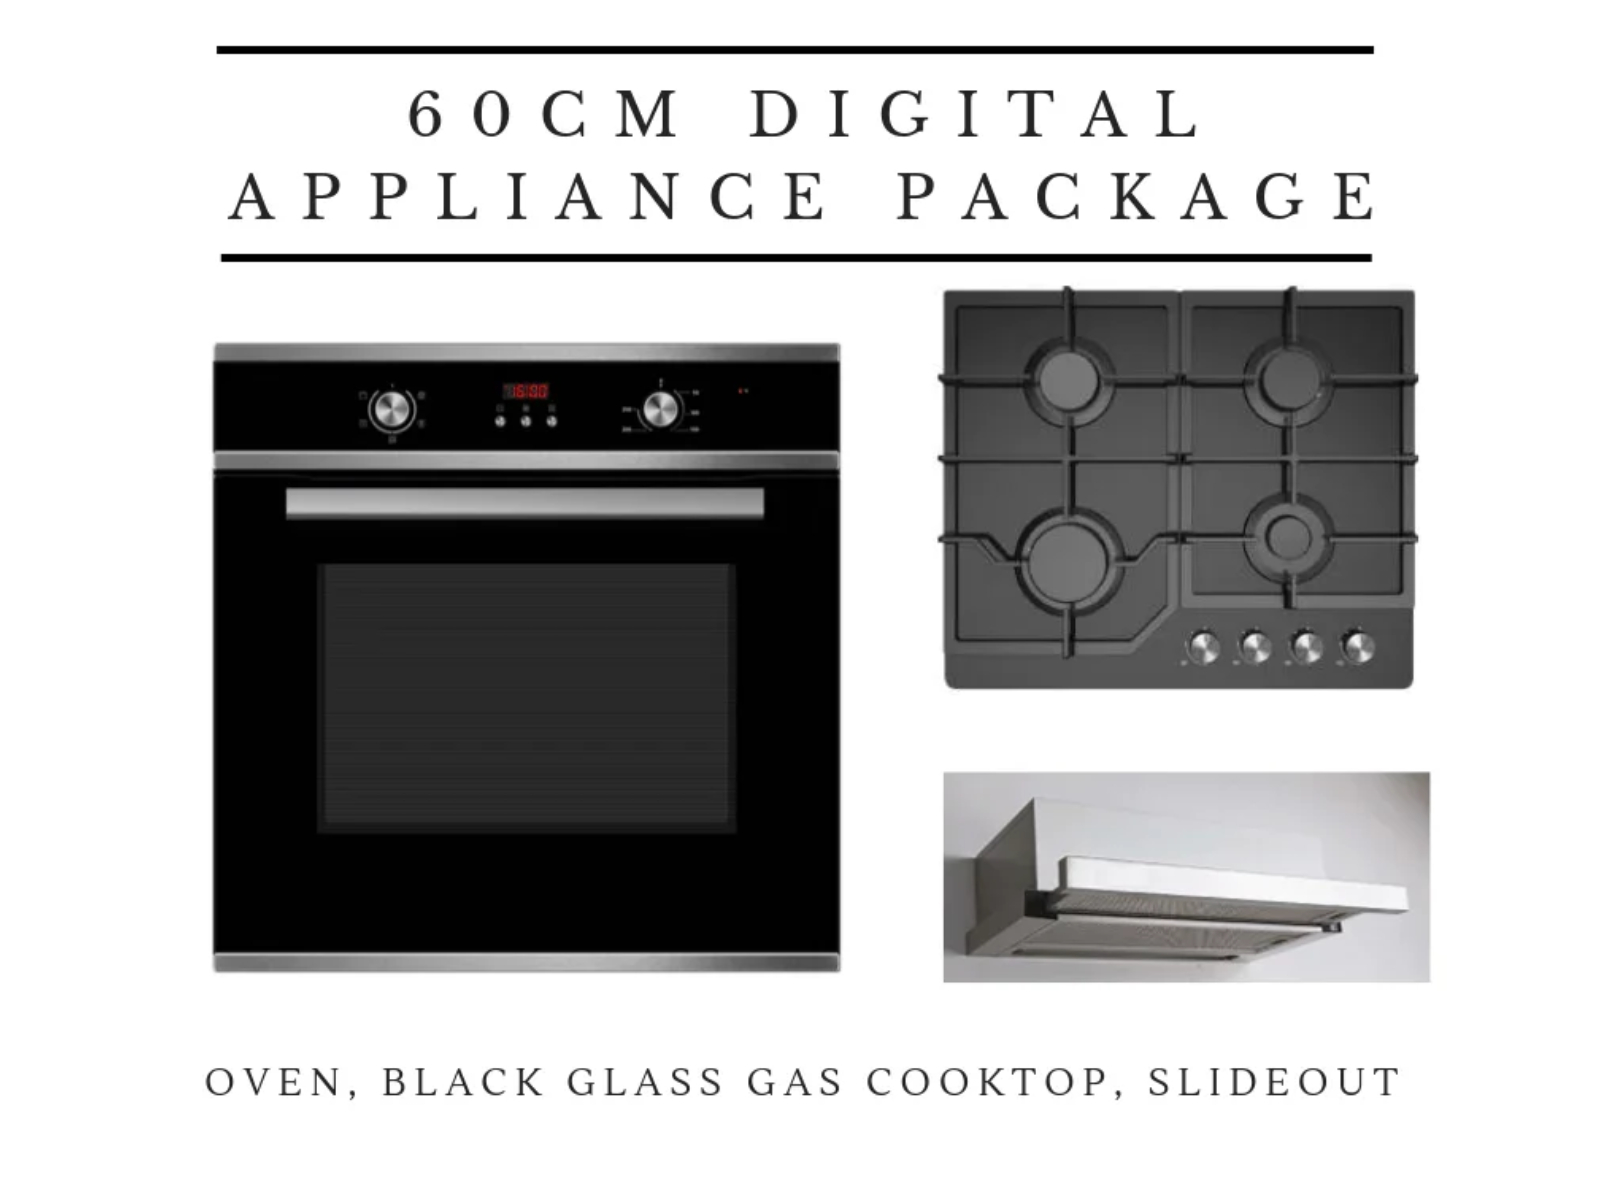 60CM DIGITAL
APPLIANCE PACKAGE
OVEN, BLACK GLASS GAS COOKTOP, SLIDEOUT